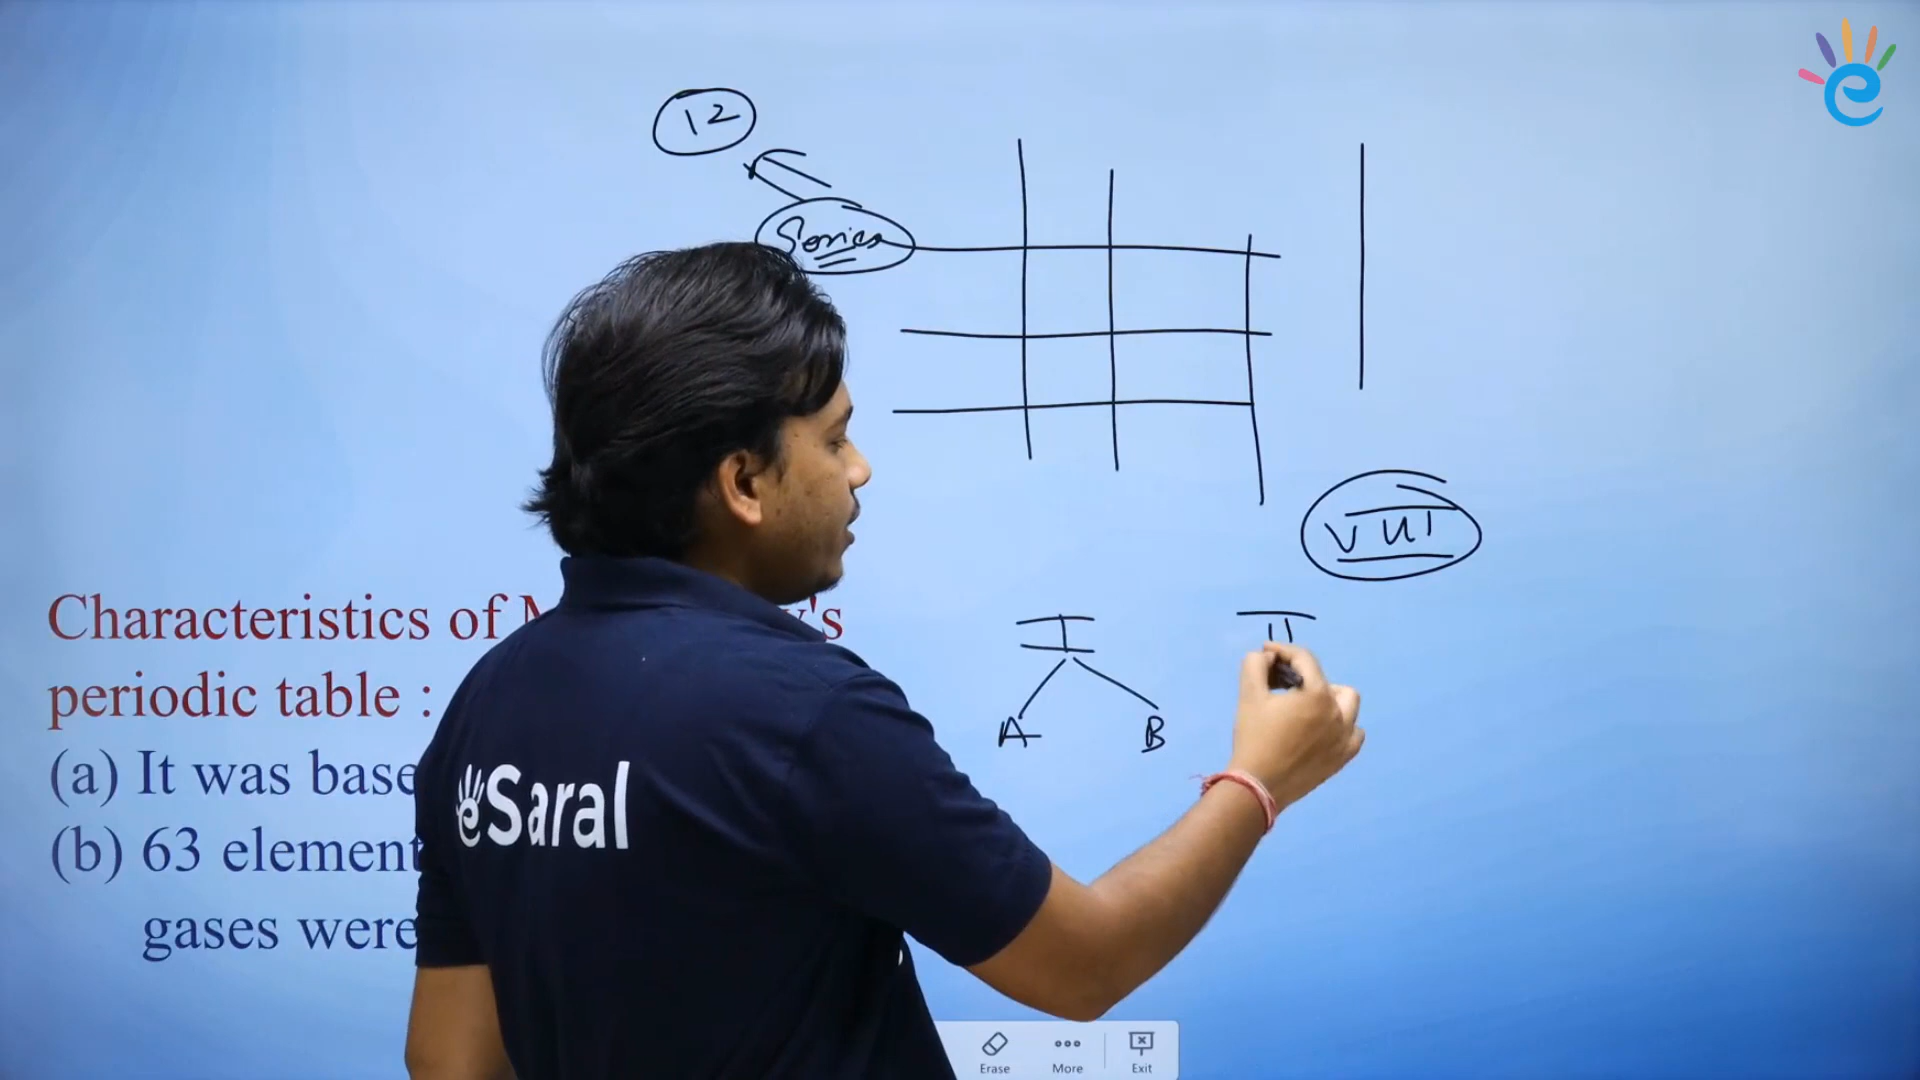 12
Series
VIII
I
II
A B
Characteristics of M y's
periodic table :
(a) It was base
(b) 63 element
gases were
eSaral
Erase More Exit